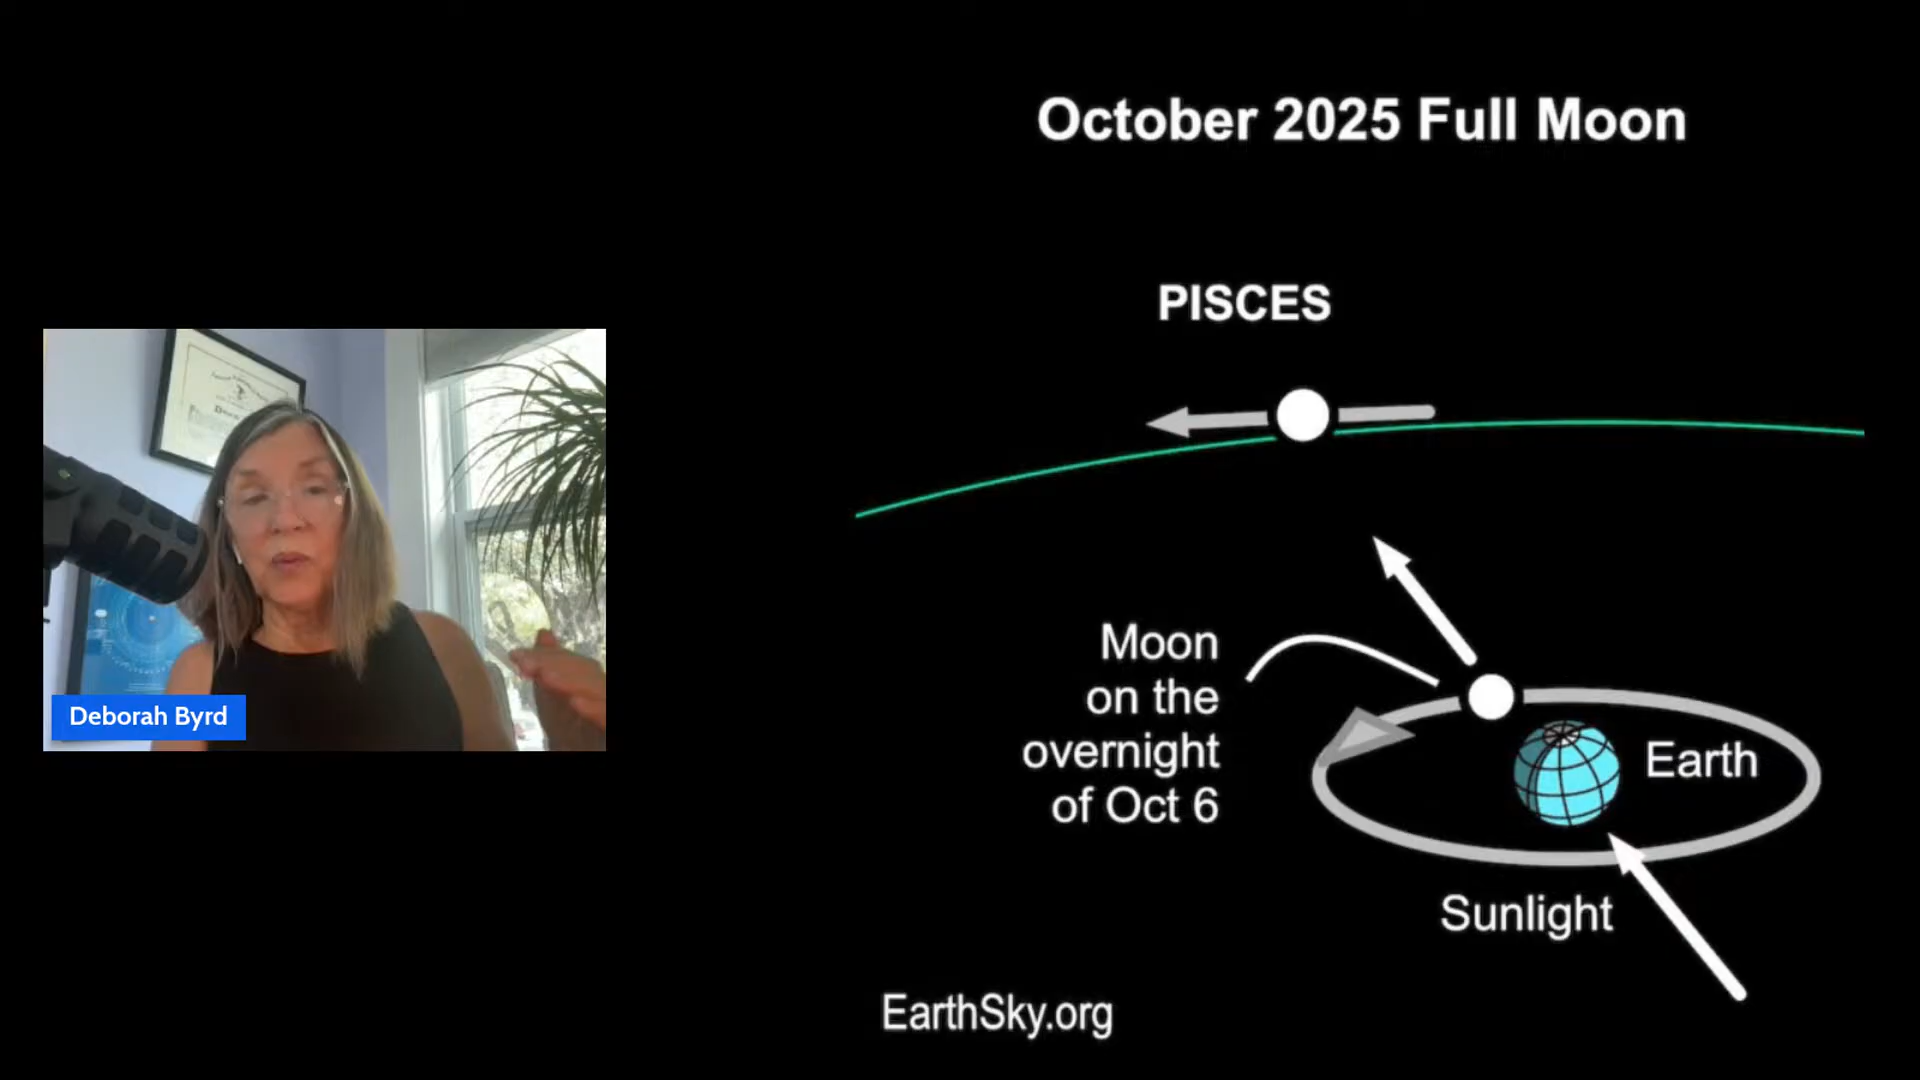 October 2025 Full Moon
PISCES
Moon
on the
overnight
of Oct 6
Earth
Sunlight
EarthSky.org
Deborah Byrd